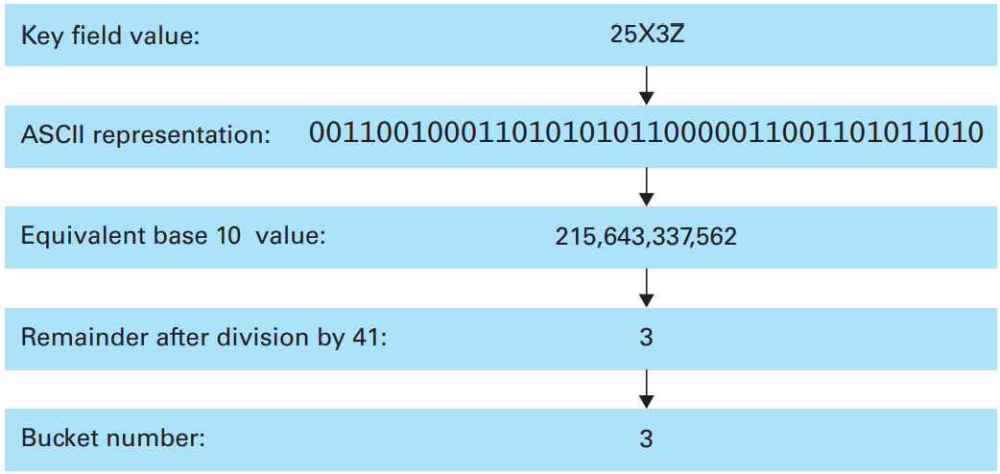 Key field value: 25X3Z
ASCII representation: 0011001000110101010110000011001101011010
Equivalent base 10 value: 215,643,337,562
Remainder after division by 41: 3
Bucket number: 3